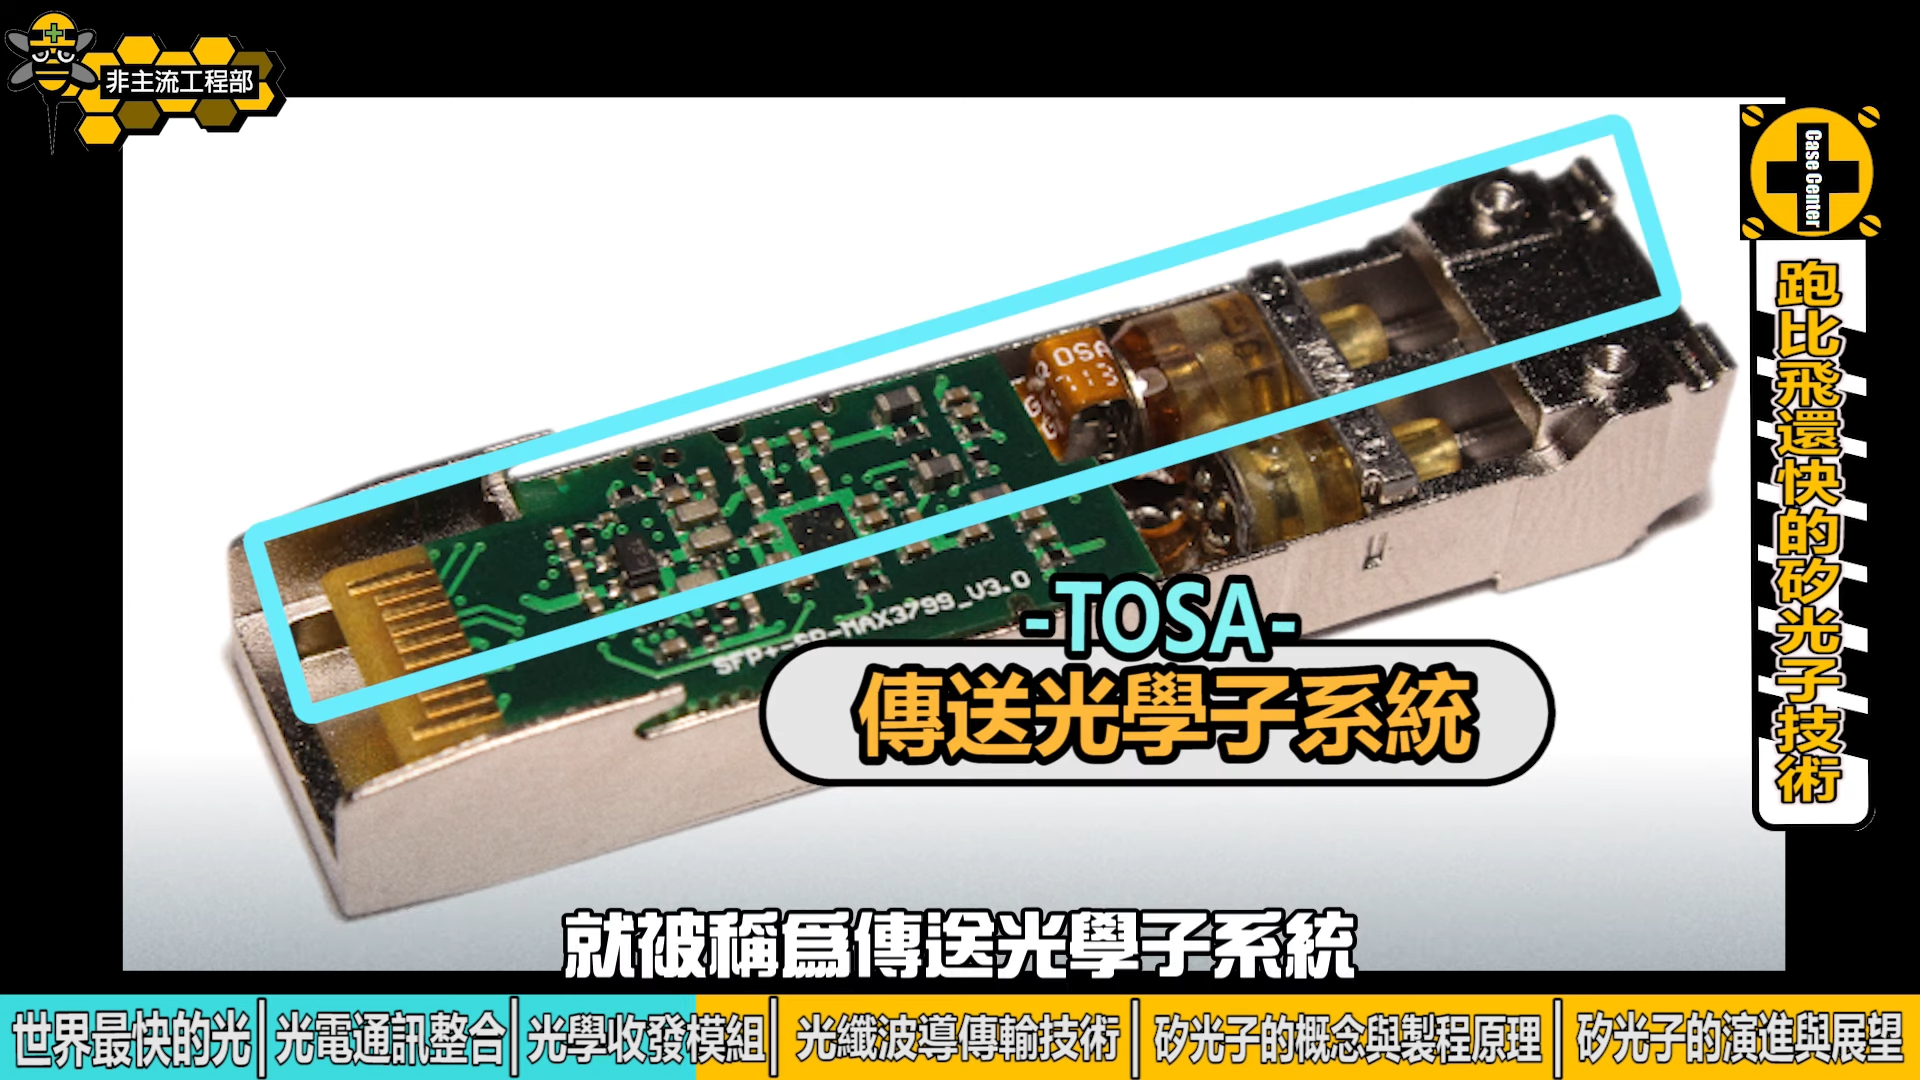 非主流工程部
Case Center
跑比飛還快的矽光子技術
TOSA
SFP+-SR-MAX3799_V3.0
-TOSA-
傳送光學子系統
就被稱為傳送光學子系統
世界最快的光
光電通訊整合
光學收發模組
光纖波導傳輸技術
矽光子的概念與製程原理
矽光子的演進與展望